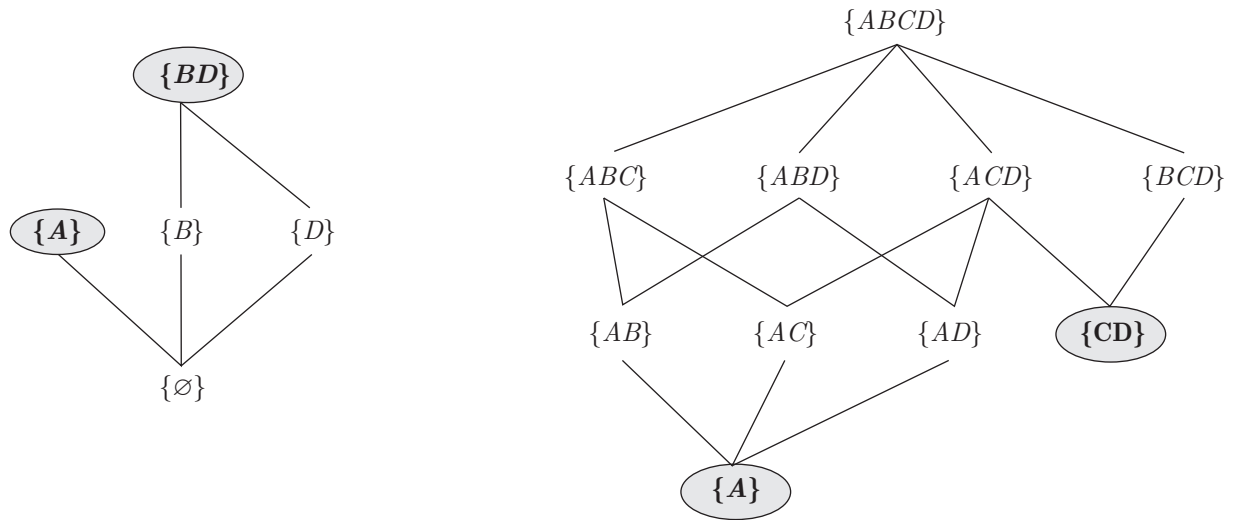 {BD}
{A} {B} {D}
{∅}
{ABCD}
{ABC} {ABD} {ACD} {BCD}
{AB} {AC} {AD} {CD}
{A}